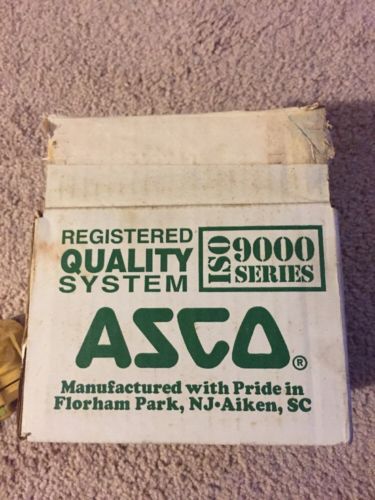 REGISTERED
QUALITY
SYSTEM
ISO
9000
SERIES
ASCO®
Manufactured with Pride in
Florham Park, NJ•Aiken, SC